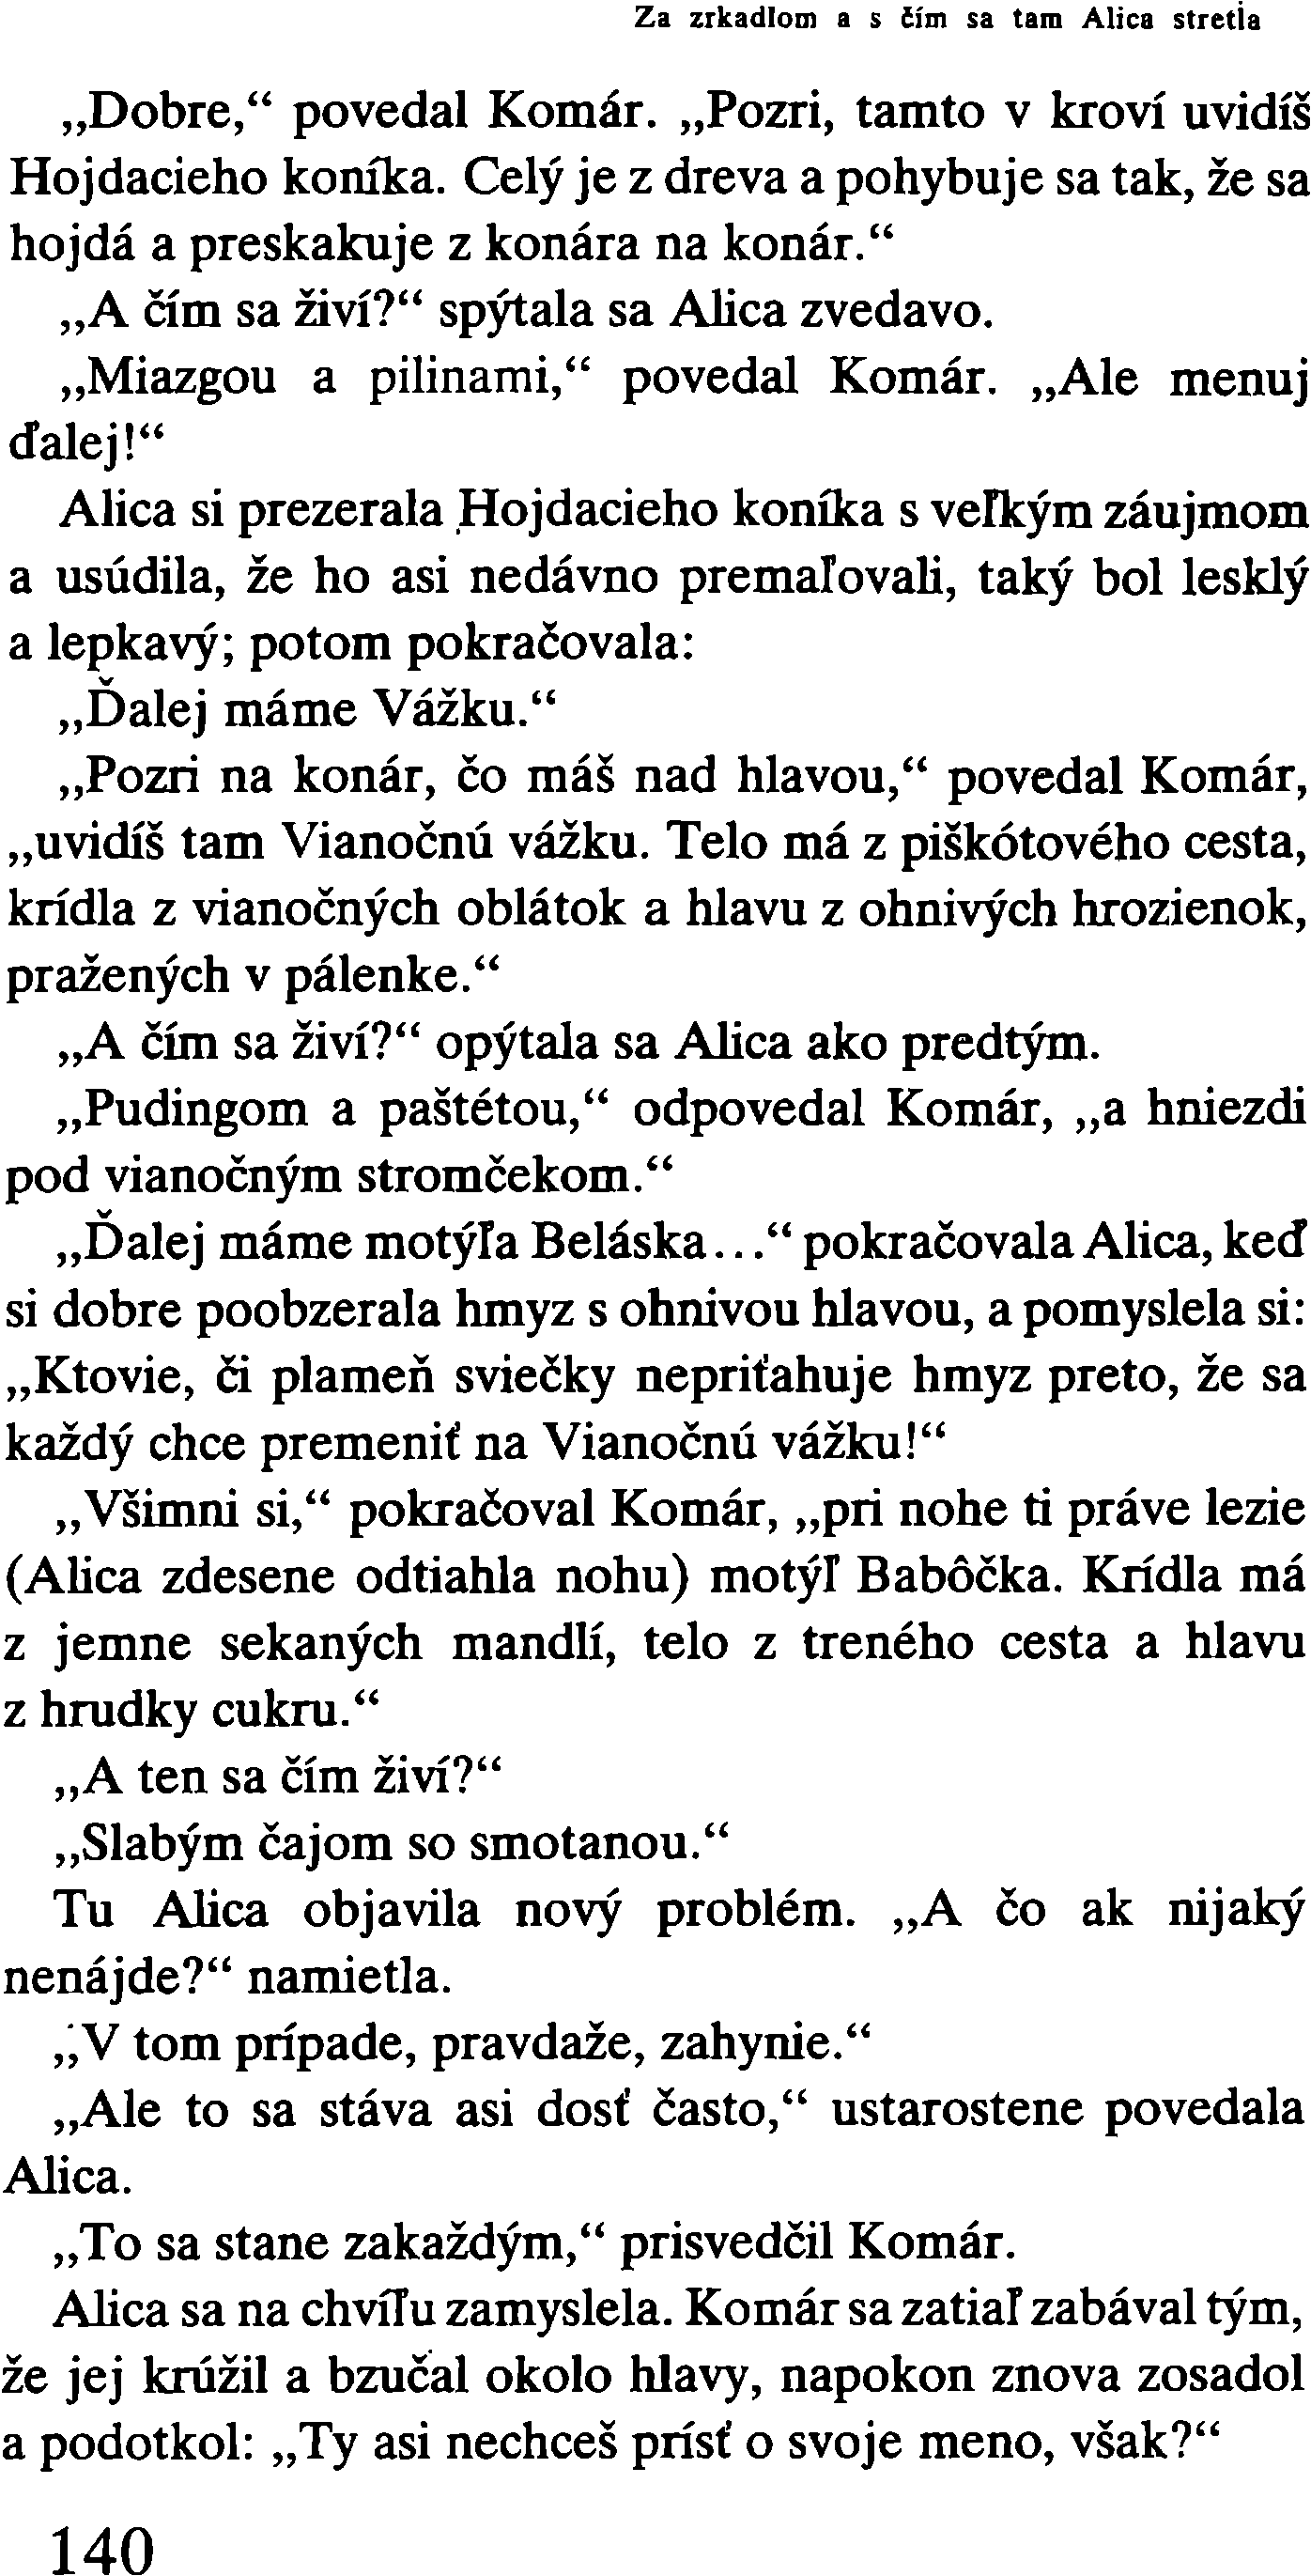 Za zrkadlom a s čím sa tam Alica stretla
„Dobre,“ povedal Komár. „Pozri, tamto v kroví uvidíš
Hojdacieho koníka. Celý je z dreva a pohybuje sa tak, že sa
hojdá a preskakuje z konára na konár.“
„A čím sa živí?“ spýtala sa Alica zvedavo.
„Miazgou a pilinami,“ povedal Komár. „Ale menuj
ďalej!“
Alica si prezerala Hojdacieho koníka s veľkým záujmom
a usúdila, že ho asi nedávno premaľovali, taký bol lesklý
a lepkavý; potom pokračovala:
„Ďalej máme Vážku.“
„Pozri na konár, čo máš nad hlavou,“ povedal Komár,
„uvidíš tam Vianočnú vážku. Telo má z piškótového cesta,
krídla z vianočných oblátok a hlavu z ohnivých hrozienok,
pražených v pálenke.“
„A čím sa živí?“ opýtala sa Alica ako predtým.
„Pudingom a paštétou,“ odpovedal Komár, „a hniezdi
pod vianočným stromčekom.“
„Ďalej máme motýľa Beláska...“ pokračovala Alica, keď
si dobre poobzerala hmyz s ohnivou hlavou, a pomyslela si:
„Ktovie, či plameň sviečky nepriťahuje hmyz preto, že sa
každý chce premeniť na Vianočnú vážku!“
„Všimni si,“ pokračoval Komár, „pri nohe ti práve lezie
(Alica zdesene odtiahla nohu) motýľ Babôčka. Krídla má
z jemne sekaných mandlí, telo z treného cesta a hlavu
z hrudky cukru.“
„A ten sa čím živí?“
„Slabým čajom so smotanou.“
Tu Alica objavila nový problém. „A čo ak nijaký
nenájde?“ namietla.
„V tom prípade, pravdaže, zahynie.“
„Ale to sa stáva asi dosť často,“ ustarostene povedala
Alica.
„To sa stane zakaždým,“ prisvedčil Komár.
Alica sa na chvíľu zamyslela. Komár sa zatiaľ zabával tým,
že jej krúžil a bzučal okolo hlavy, napokon znova zosadol
a podotkol: „Ty asi nechceš prísť o svoje meno, však?“
140